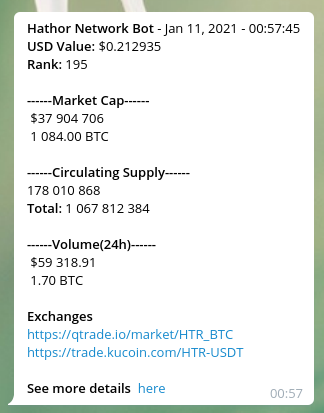 Hathor Network Bot - Jan 11, 2021 - 00:57:45
USD Value: $0.212935
Rank: 195
------Market Cap------
$37 904 706
1 084.00 BTC
------Circulating Supply------
178 010 868
Total: 1 067 812 384
------Volume(24h)------
$59 318.91
1.70 BTC
Exchanges
https://qtrade.io/market/HTR_BTC
https://trade.kucoin.com/HTR-USDT
See more details here
00:57